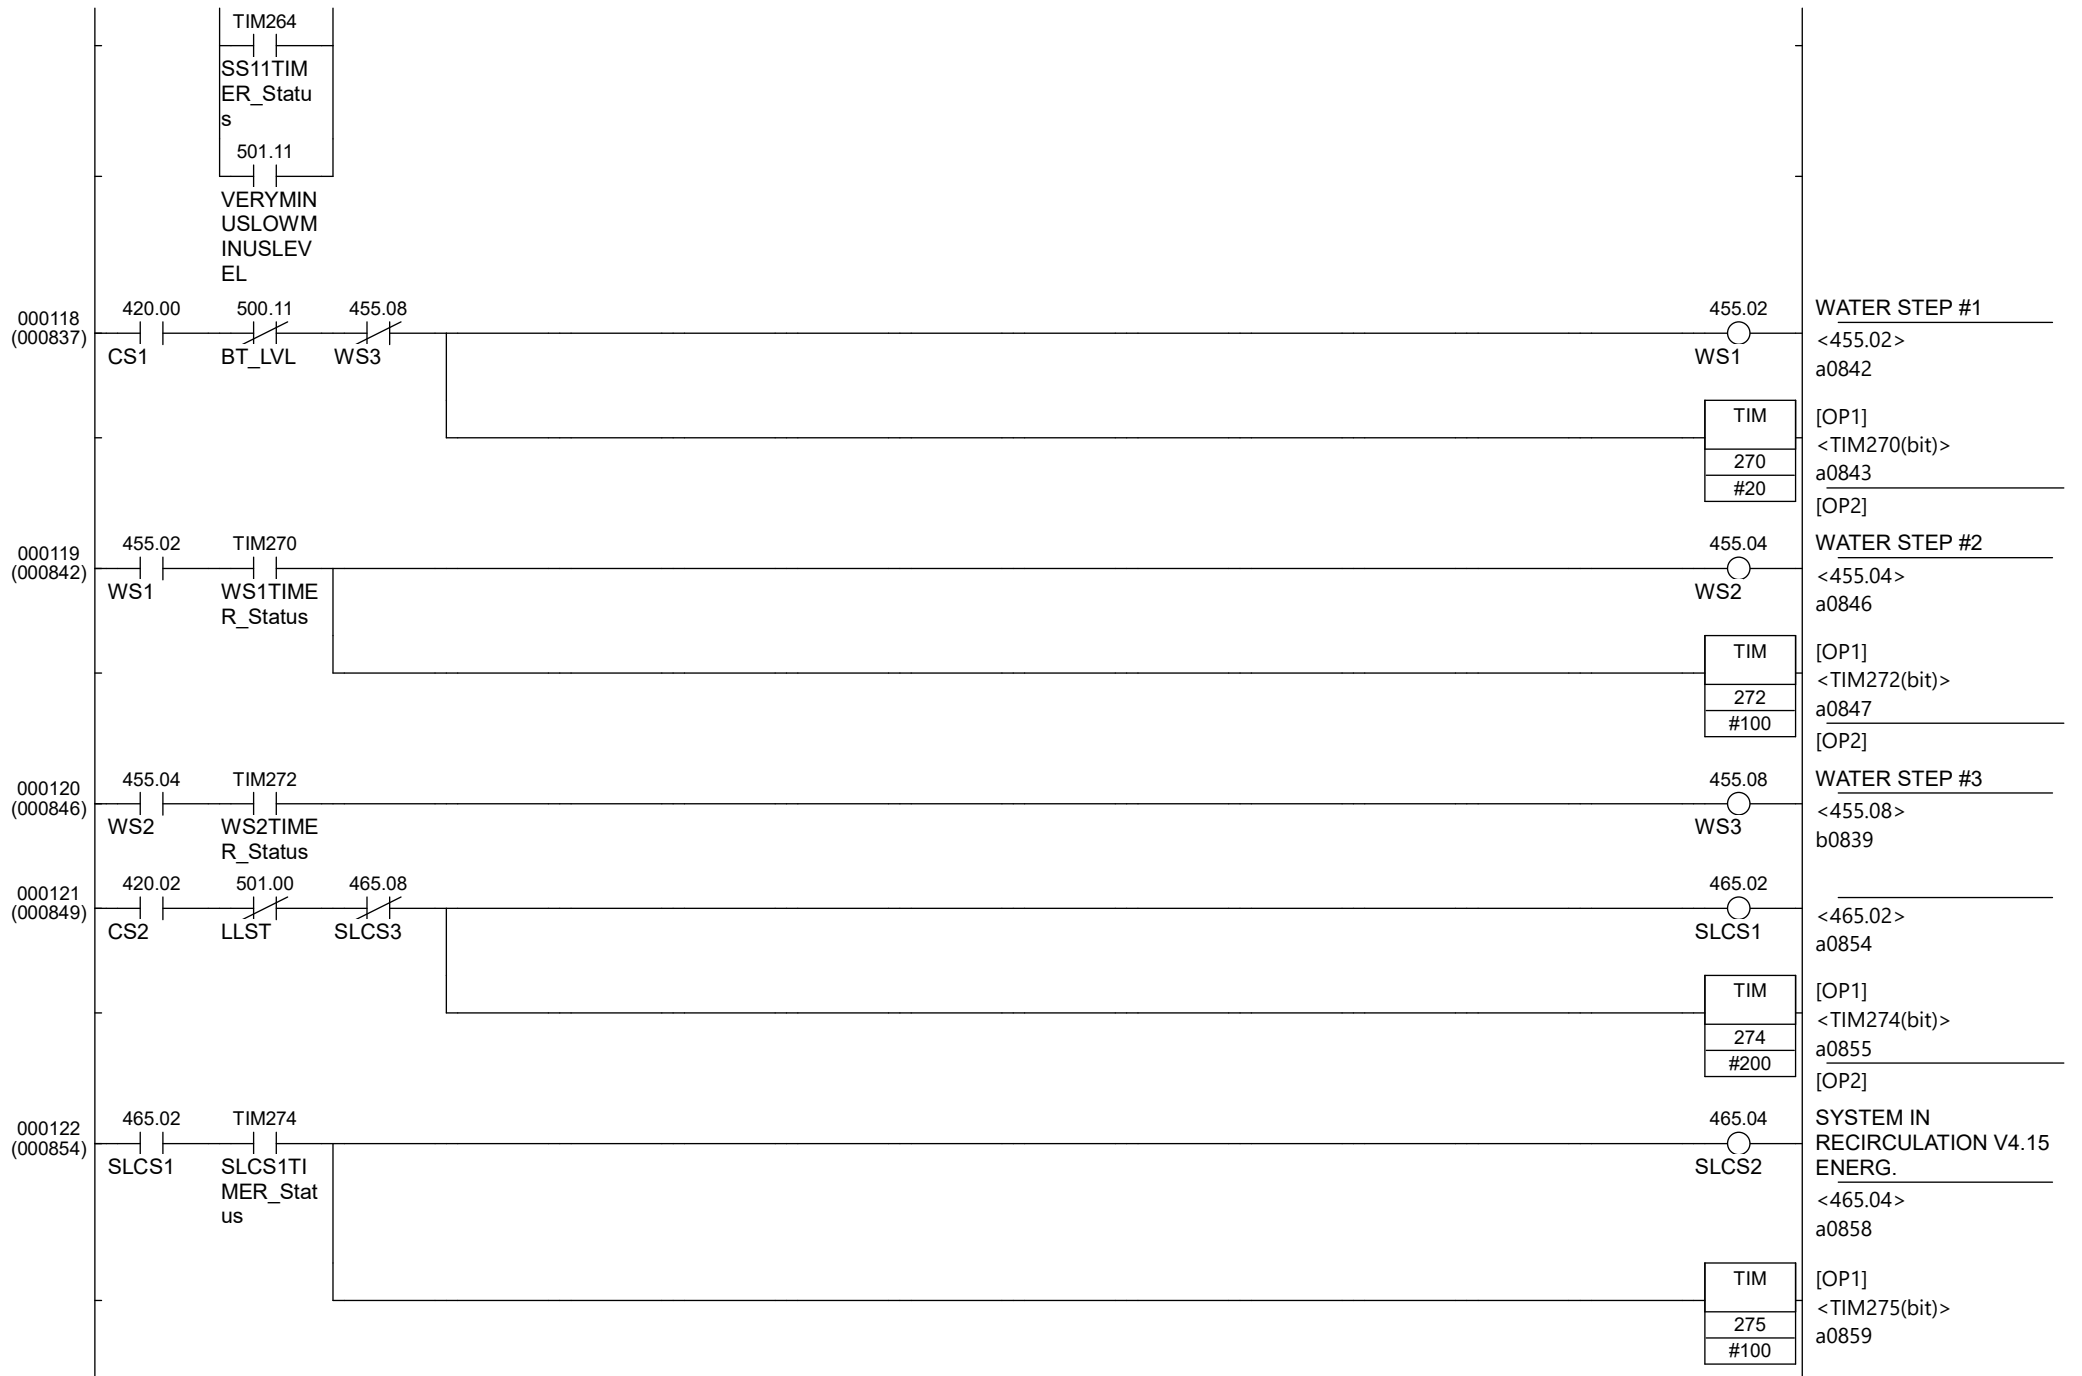 TIM264
SS11TIM
ER_Statu
s
501.11
VERYMIN
USLOWM
INUSLEV
EL
000118
(000837)
420.00
CS1
500.11
BT_LVL
455.08
WS3
455.02
WS1
WATER STEP #1
<455.02>
a0842
TIM
270
#20
[OP1]
<TIM270(bit)>
a0843
[OP2]
000119
(000842)
455.02
WS1
TIM270
WS1TIME
R_Status
455.04
WS2
WATER STEP #2
<455.04>
a0846
TIM
272
#100
[OP1]
<TIM272(bit)>
a0847
[OP2]
000120
(000846)
455.04
WS2
TIM272
WS2TIME
R_Status
455.08
WS3
WATER STEP #3
<455.08>
b0839
000121
(000849)
420.02
CS2
501.00
LLST
465.08
SLCS3
465.02
SLCS1
<465.02>
a0854
TIM
274
#200
[OP1]
<TIM274(bit)>
a0855
[OP2]
000122
(000854)
465.02
SLCS1
TIM274
SLCS1TI
MER_Stat
us
465.04
SLCS2
SYSTEM IN
RECIRCULATION V4.15
ENERG.
<465.04>
a0858
TIM
275
#100
[OP1]
<TIM275(bit)>
a0859